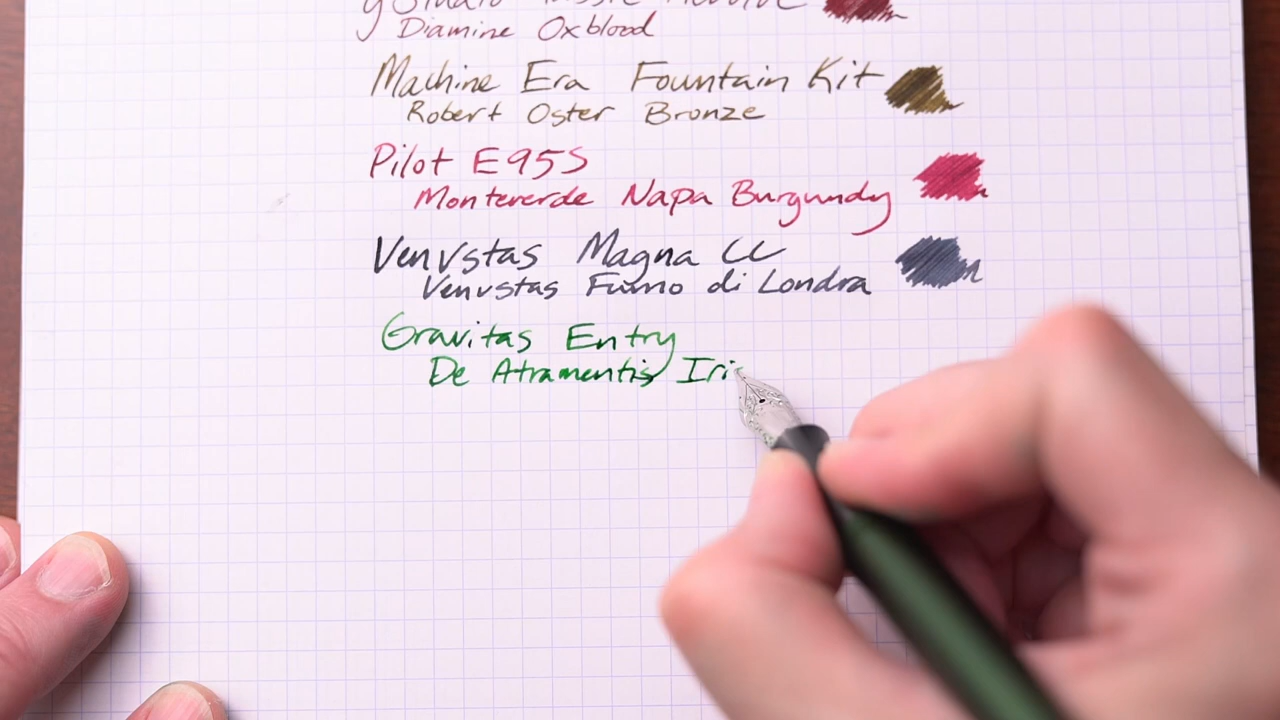 Diamine Oxblood
Machine Era Fountain Kit
Robert Oster Bronze
Pilot E95S
Monteverde Napa Burgundy
Venvstas Magna CC
Venvstas Fumo di Londra
Gravitas Entry
De Atramentis Iri